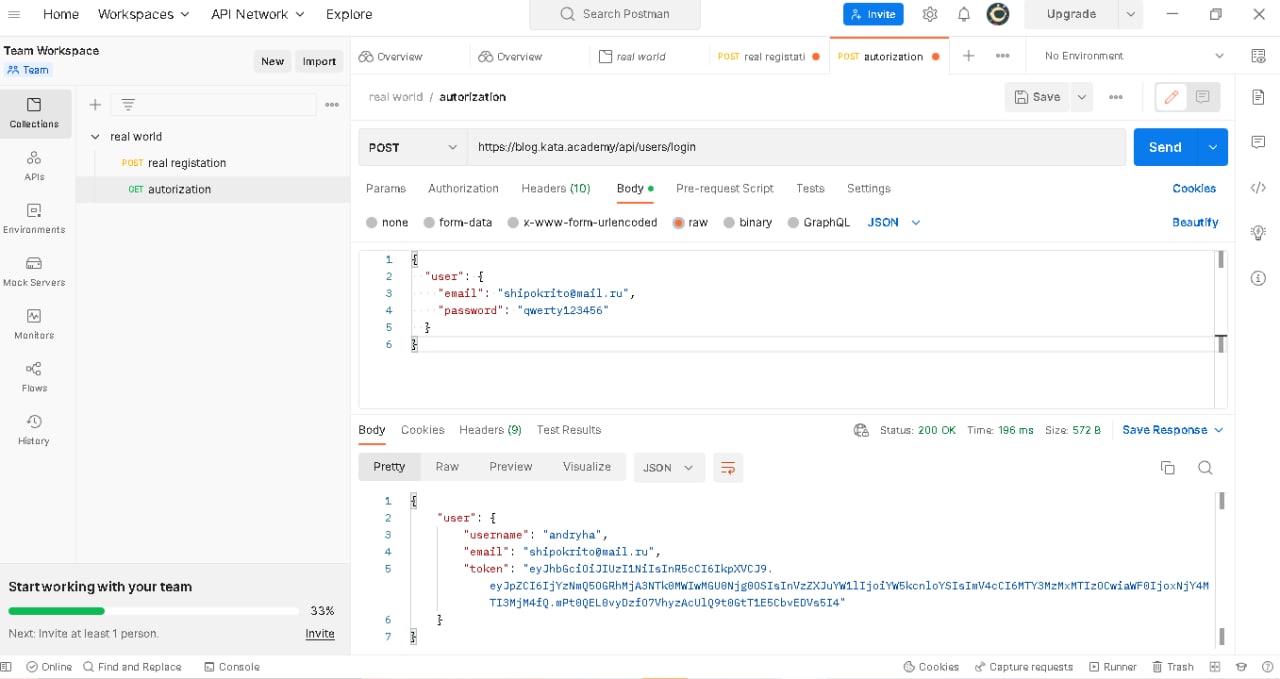 Home Workspaces API Network Explore Search Postman Invite Upgrade
Team Workspace
Team
New Import
Overview Overview real world POST real registati POST autorization No Environment
real world / autorization Save
Collections
APIs
Environments
Mock Servers
Monitors
Flows
History
real world
POST real registation
GET autorization
POST https://blog.kata.academy/api/users/login Send
Params Authorization Headers (10) Body Pre-request Script Tests Settings Cookies
none form-data x-www-form-urlencoded raw binary GraphQL JSON Beautify
1 {
2 "user": {
3 "email": "shipokrito@mail.ru",
4 "password": "qwerty123456"
5 }
6 }
Body Cookies Headers (9) Test Results Status: 200 OK Time: 196 ms Size: 572 B Save Response
Pretty Raw Preview Visualize JSON
1 {
2 "user": {
3 "username": "andryha",
4 "email": "shipokrito@mail.ru",
5 "token": "eyJhbGciOiJIUzI1NiIsInR5cCI6IkpXVCJ9.
6 }
7 }
Start working with your team
33%
Next: Invite at least 1 person. Invite
Online Find and Replace Console Cookies Capture requests Runner Trash